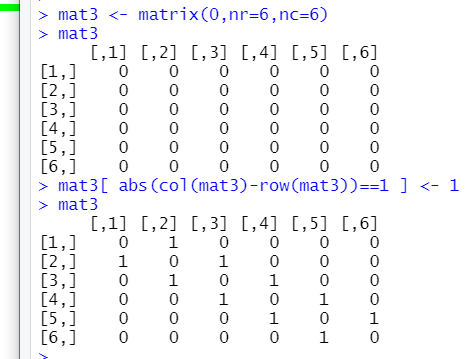 > mat3 <- matrix(0,nr=6,nc=6)
> mat3
     [,1] [,2] [,3] [,4] [,5] [,6]
[1,]    0    0    0    0    0    0
[2,]    0    0    0    0    0    0
[3,]    0    0    0    0    0    0
[4,]    0    0    0    0    0    0
[5,]    0    0    0    0    0    0
[6,]    0    0    0    0    0    0
> mat3[ abs(col(mat3)-row(mat3))==1 ] <- 1
> mat3
     [,1] [,2] [,3] [,4] [,5] [,6]
[1,]    0    1    0    0    0    0
[2,]    1    0    1    0    0    0
[3,]    0    1    0    1    0    0
[4,]    0    0    1    0    1    0
[5,]    0    0    0    1    0    1
[6,]    0    0    0    0    1    0
>